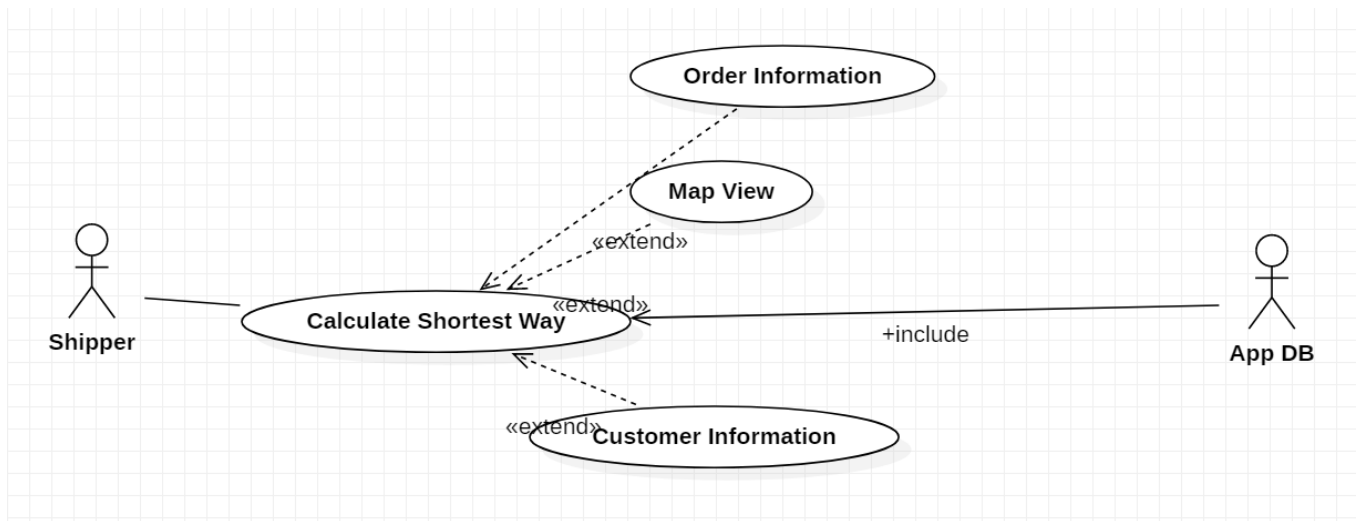 Order Information
Map View
«extend»
«extend»
Calculate Shortest Way
Shipper
+include
App DB
«extend»
Customer Information